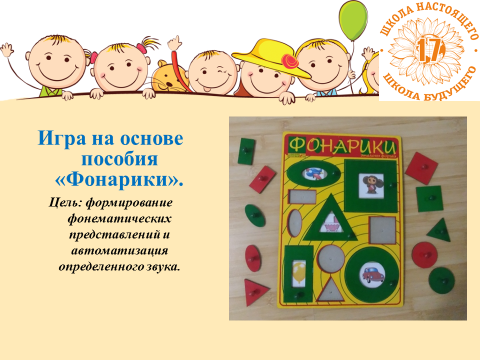 ШКОЛА НАСТОЯЩЕГО
17
ШКОЛА БУДУЩЕГО
Игра на основе
пособия
«Фонарики».
Цель: формирование
фонематических
представлений и
автоматизация
определенного звука.
ФОНАРИКИ